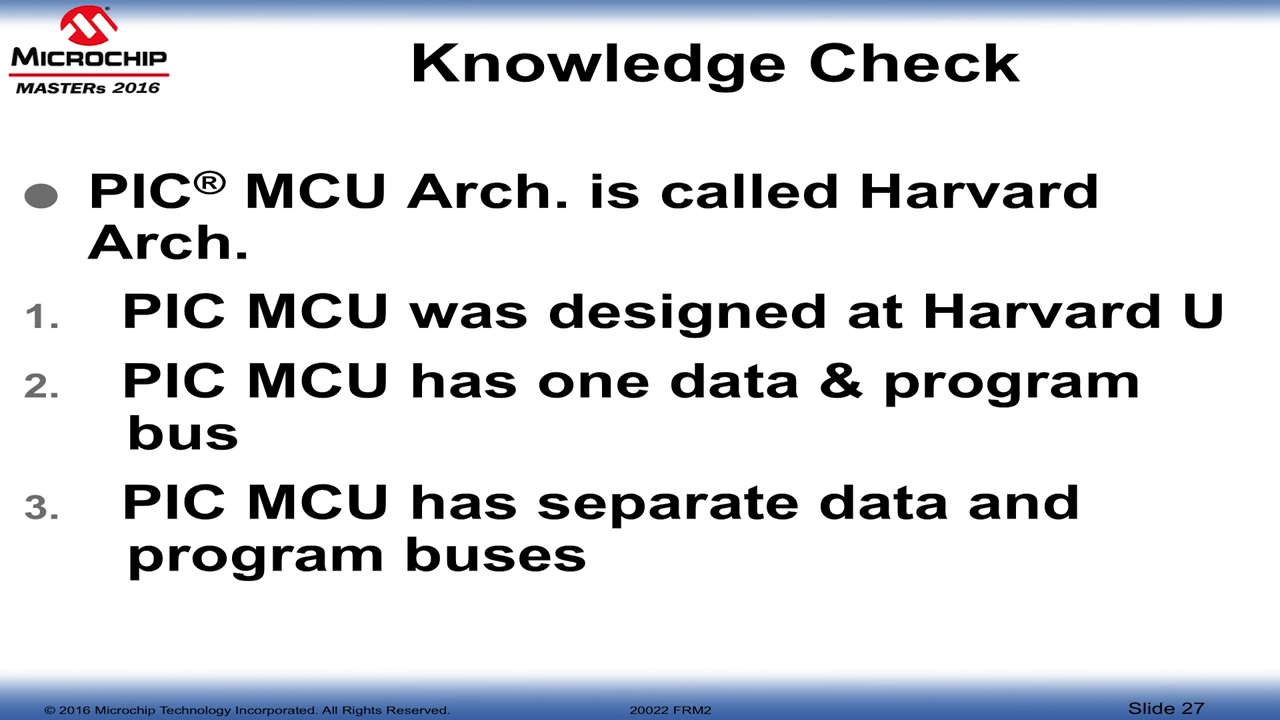 MICROCHIP
MASTERs 2016
Knowledge Check
● PIC® MCU Arch. is called Harvard
Arch.
1. PIC MCU was designed at Harvard U
2. PIC MCU has one data & program
bus
3. PIC MCU has separate data and
program buses
© 2016 Microchip Technology Incorporated. All Rights Reserved.
20022 FRM2
Slide 27